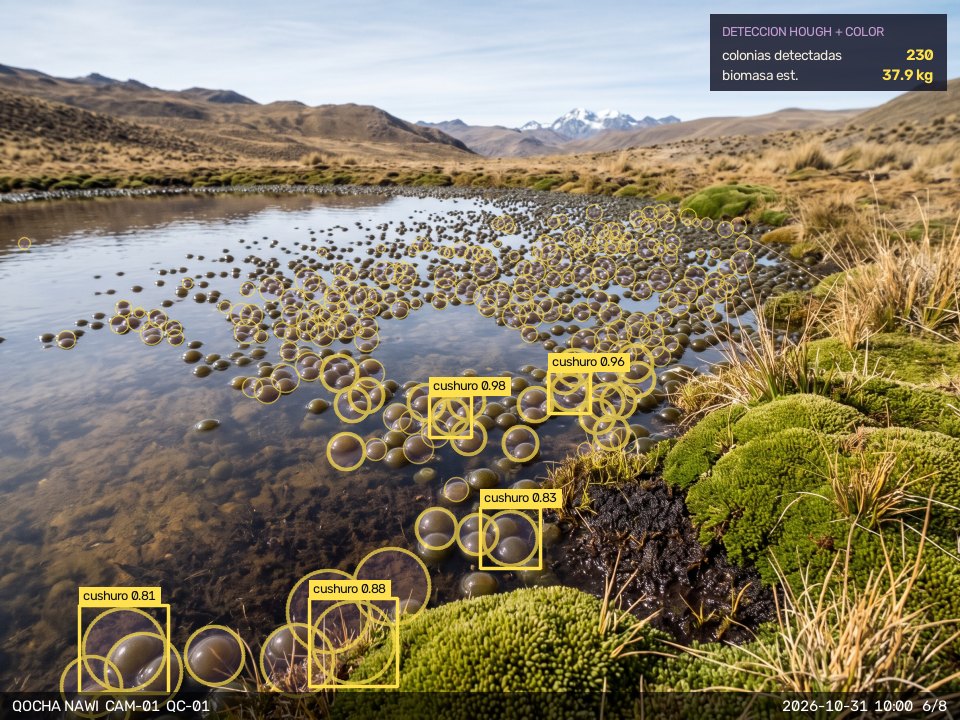 DETECCION HOUGH + COLOR
colonias detectadas 230
biomasa est. 37.9 kg
cushuro 0.96
cushuro 0.98
cushuro 0.83
cushuro 0.88
cushuro 0.81
QOCHA NAWI CAM-01 QC-01 2026-10-31 10:00 6/8